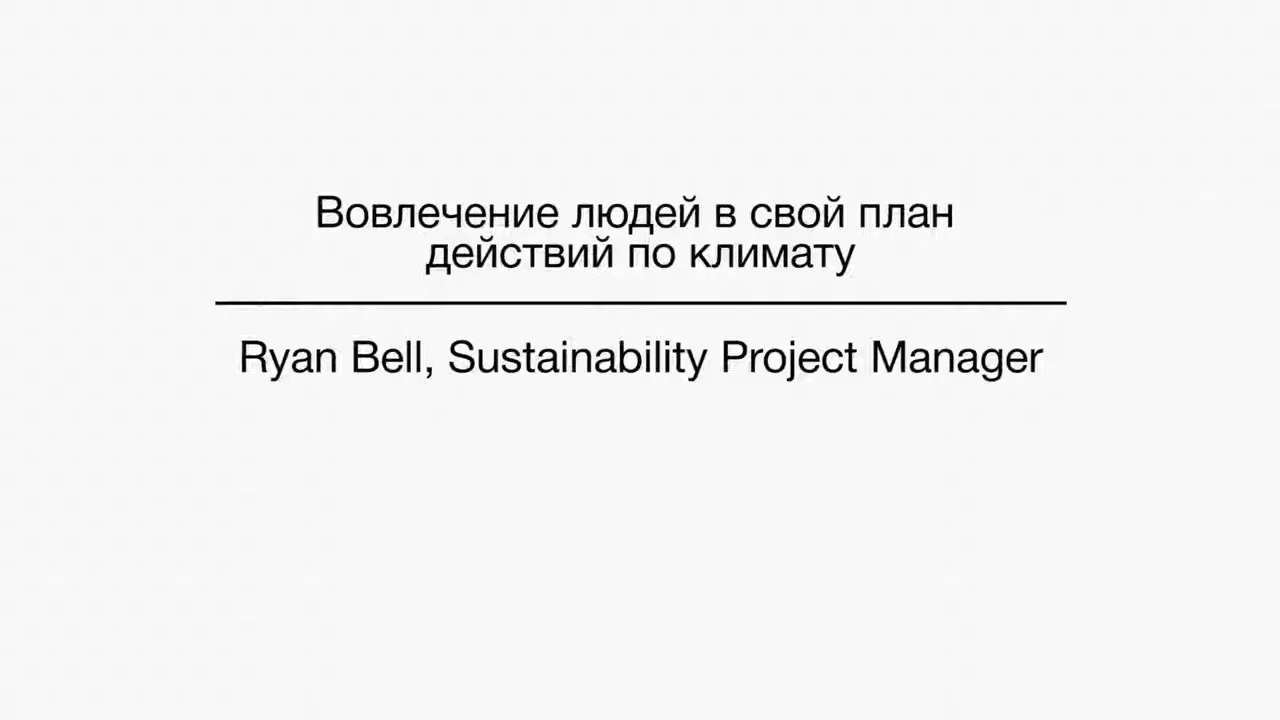 Вовлечение людей в свой план
действий по климату
Ryan Bell, Sustainability Project Manager